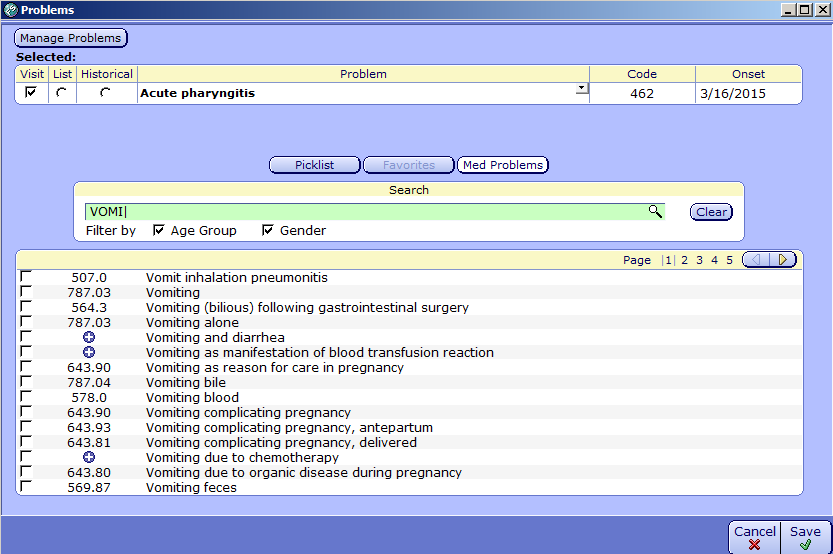 Problems
Manage Problems
Selected:
Visit List Historical Problem Code Onset
Acute pharyngitis 462 3/16/2015
Picklist Favorites Med Problems
Search
VOMI
Clear
Filter by Age Group Gender
Page |1| 2 3 4 5
507.0 Vomit inhalation pneumonitis
787.03 Vomiting
564.3 Vomiting (bilious) following gastrointestinal surgery
787.03 Vomiting alone
Vomiting and diarrhea
Vomiting as manifestation of blood transfusion reaction
643.90 Vomiting as reason for care in pregnancy
787.04 Vomiting bile
578.0 Vomiting blood
643.90 Vomiting complicating pregnancy
643.93 Vomiting complicating pregnancy, antepartum
643.81 Vomiting complicating pregnancy, delivered
Vomiting due to chemotherapy
643.80 Vomiting due to organic disease during pregnancy
569.87 Vomiting feces
Cancel Save